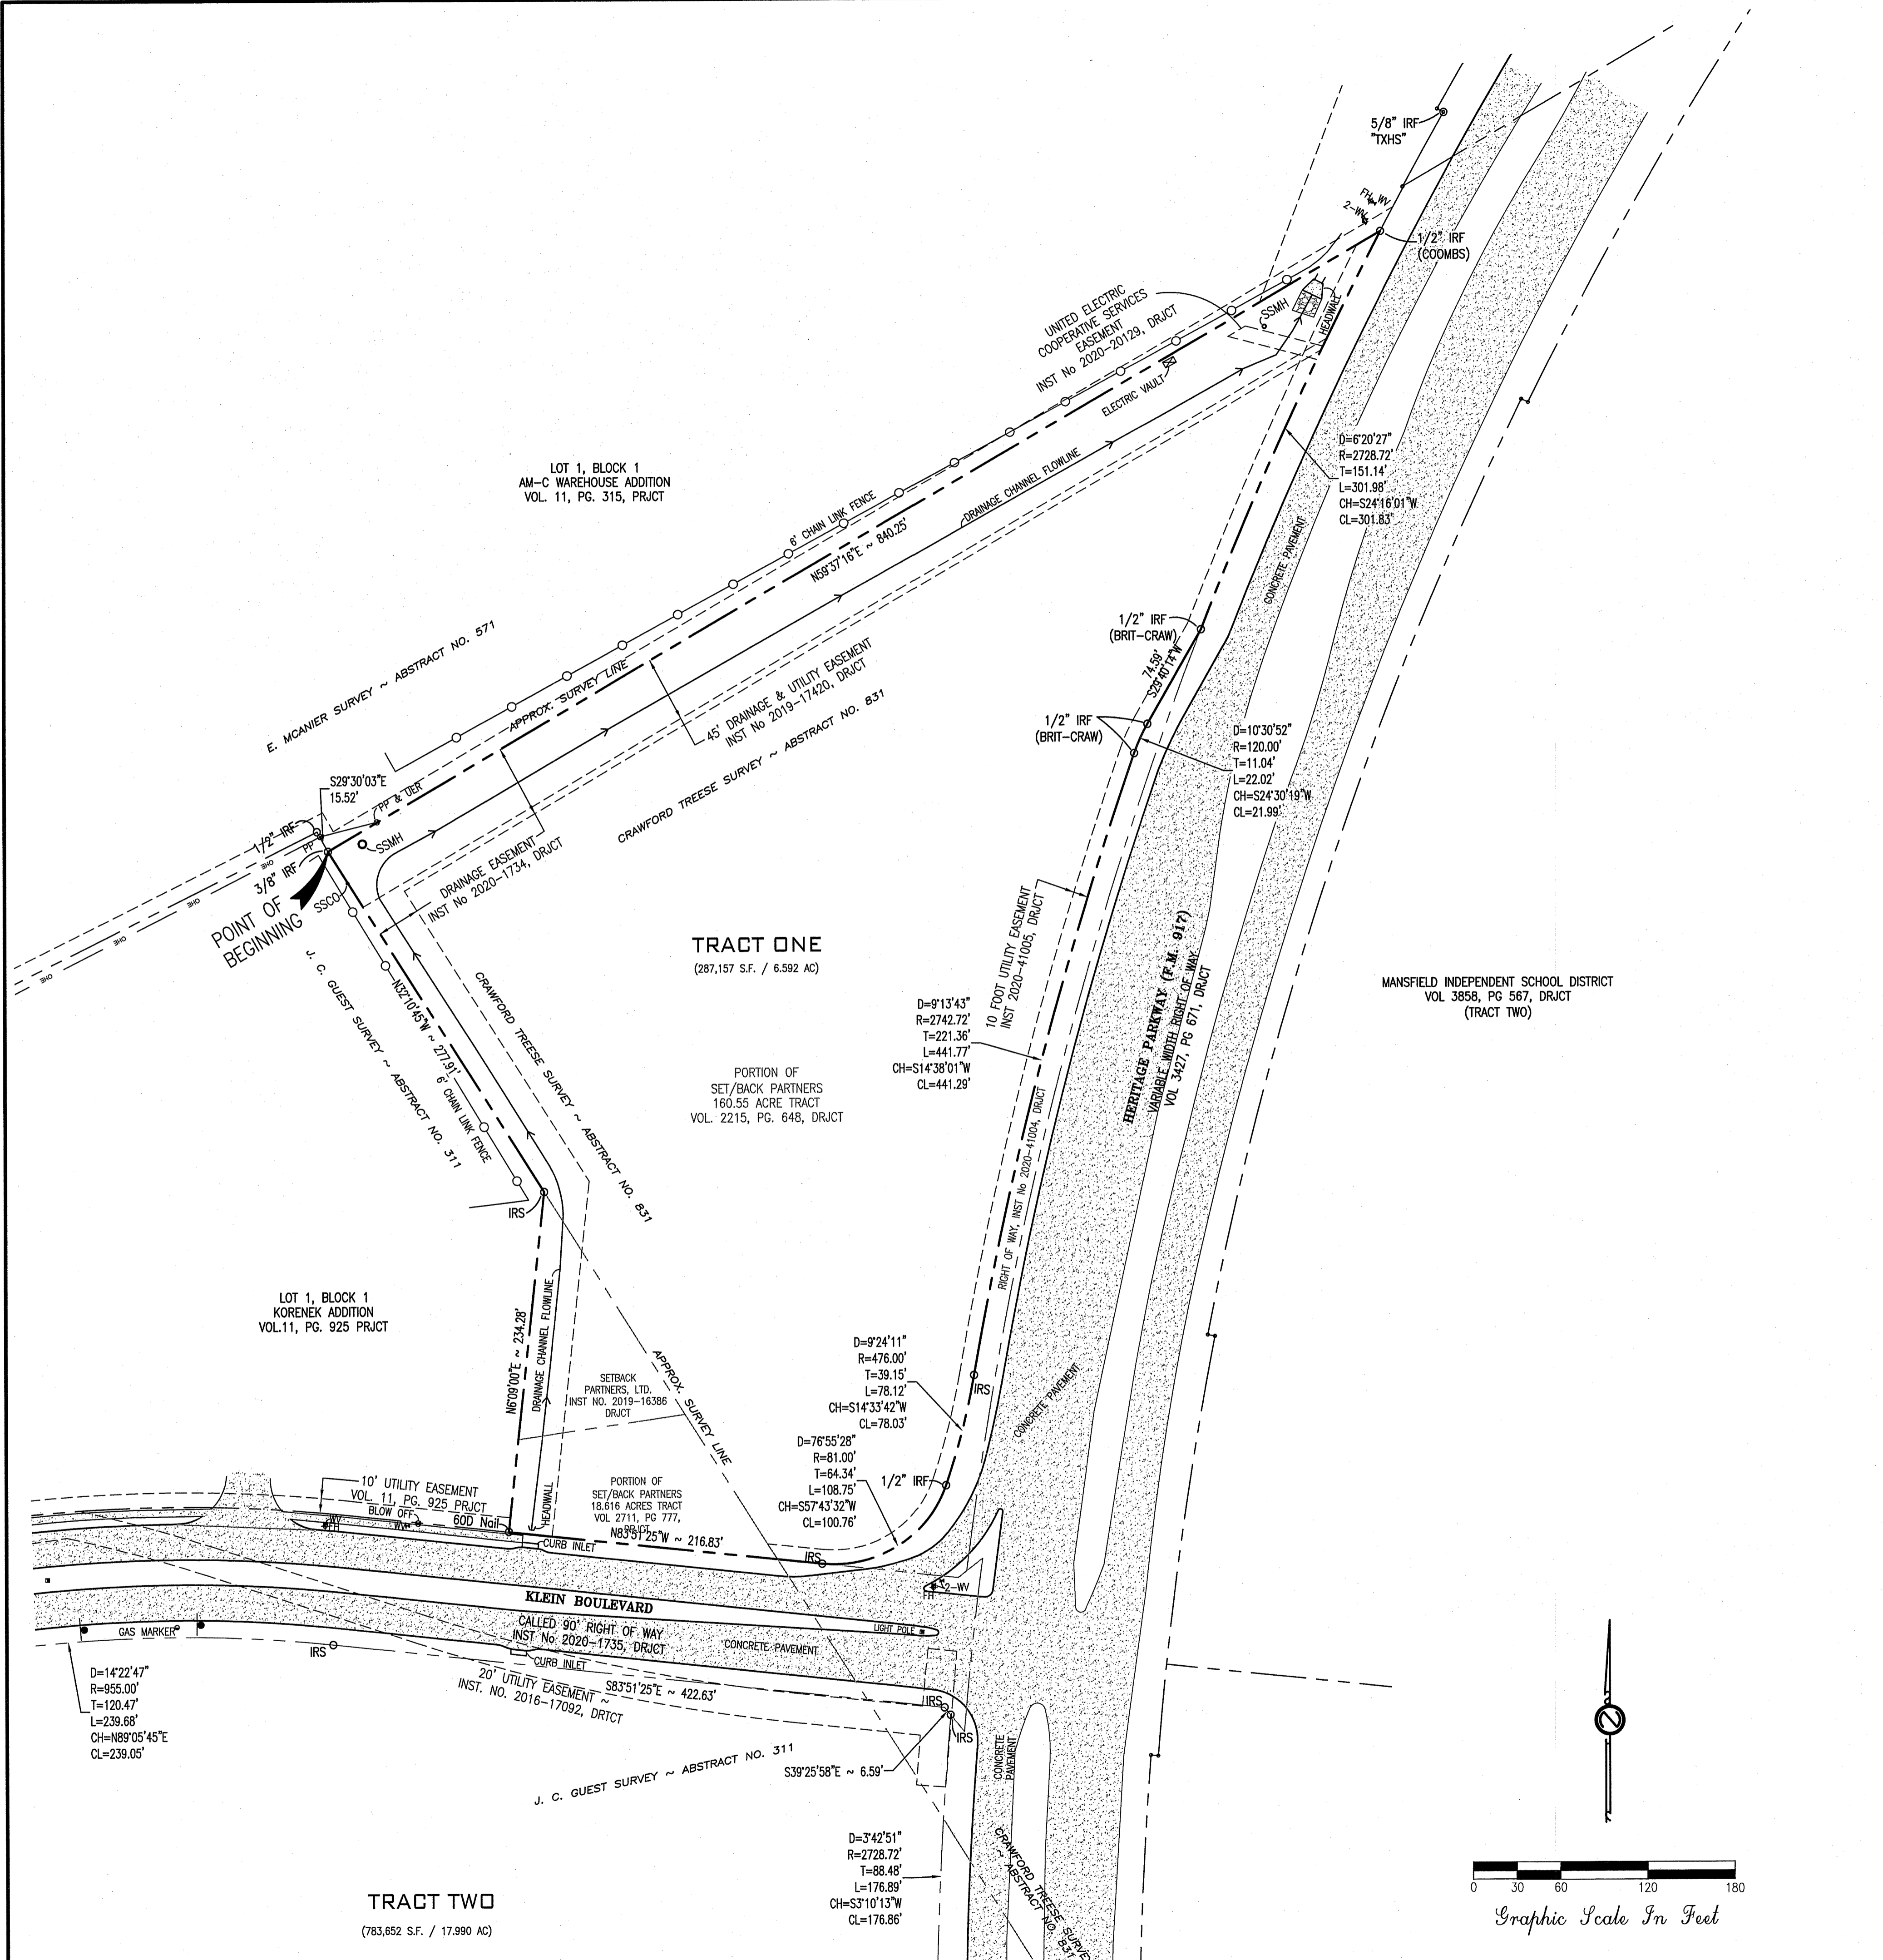 5/8" IRF
"TXHS"
FH
WV
2-WV
1/2" IRF
(COOMBS)
UNITED ELECTRIC
COOPERATIVE SERVICES
EASEMENT
INST No 2020-20129, DRJCT
SSMH
HEADWALL
ELECTRIC VAULT
D=6°20'27"
R=2728.72'
T=151.14'
L=301.98'
CH=S24°16'01"W
CL=301.83'
LOT 1, BLOCK 1
AM-C WAREHOUSE ADDITION
VOL. 11, PG. 315, PRJCT
6' CHAIN LINK FENCE
N59°37'16"E ~ 840.25'
DRAINAGE CHANNEL FLOWLINE
CONCRETE PAVEMENT
1/2" IRF
(BRIT-CRAW)
74.59'
S29°40'14"W
E. MCANIER SURVEY ~ ABSTRACT NO. 571
APPROX. SURVEY LINE
45' DRAINAGE & UTILITY EASEMENT
INST No 2019-17420, DRJCT
CRAWFORD TREESE SURVEY ~ ABSTRACT NO. 831
1/2" IRF
(BRIT-CRAW)
D=10°30'52"
R=120.00'
T=11.04'
L=22.02'
CH=S24°30'19"W
CL=21.99'
S29°30'03"E
15.52'
PP & UER
1/2" IRF
PP
SSMH
OHE
OHE
OHE
OHE
3/8" IRF
SSCO
POINT OF
BEGINNING
DRAINAGE EASEMENT
INST No 2020-1734, DRJCT
TRACT ONE
(287,157 S.F. / 6.592 AC)
J. C. GUEST SURVEY ~ ABSTRACT NO. 311
N32°10'45"W ~ 277.91'
6' CHAIN LINK FENCE
CRAWFORD TREESE SURVEY ~ ABSTRACT NO. 831
10 FOOT UTILITY EASEMENT
INST 2020-41005, DRJCT
D=9°13'43"
R=2742.72'
T=221.36'
L=441.77'
CH=S14°38'01"W
CL=441.29'
HERITAGE PARKWAY (F.M. 917)
VARIABLE WIDTH RIGHT OF WAY
VOL 3427, PG 671, DRJCT
MANSFIELD INDEPENDENT SCHOOL DISTRICT
VOL 3858, PG 567, DRJCT
(TRACT TWO)
PORTION OF
SET/BACK PARTNERS
160.55 ACRE TRACT
VOL. 2215, PG. 648, DRJCT
RIGHT OF WAY, INST No 2020-41004, DRJCT
IRS
LOT 1, BLOCK 1
KORENEK ADDITION
VOL.11, PG. 925 PRJCT
N6°09'00"E ~ 234.28'
DRAINAGE CHANNEL FLOWLINE
HEADWALL
SETBACK
PARTNERS, LTD.
INST NO. 2019-16386
DRJCT
APPROX. SURVEY LINE
D=9°24'11"
R=476.00'
T=39.15'
L=78.12'
CH=S14°33'42"W
CL=78.03'
IRS
CONCRETE PAVEMENT
D=76°55'28"
R=81.00'
T=64.34'
L=108.75'
CH=S57°43'32"W
CL=100.76'
1/2" IRF
10' UTILITY EASEMENT
VOL. 11, PG. 925 PRJCT
BLOW OFF
WV
FH
WV
60D Nail
PORTION OF
SET/BACK PARTNERS
18.616 ACRES TRACT
VOL 2711, PG 777,
DRJCT
N83°51'25"W ~ 216.83'
CURB INLET
IRS
2-WV
FH
KLEIN BOULEVARD
CALLED 90' RIGHT OF WAY
INST No 2020-1735, DRJCT
CONCRETE PAVEMENT
LIGHT POLE
GAS MARKER
IRS
CURB INLET
20' UTILITY EASEMENT ~
INST. NO. 2016-17092, DRTCT
S83°51'25"E ~ 422.63'
IRS
IRS
D=14°22'47"
R=955.00'
T=120.47'
L=239.68'
CH=N89°05'45"E
CL=239.05'
J. C. GUEST SURVEY ~ ABSTRACT NO. 311
S39°25'58"E ~ 6.59'
CONCRETE
PAVEMENT
D=3°42'51"
R=2728.72'
T=88.48'
L=176.89'
CH=S3°10'13"W
CL=176.86'
CRAWFORD TREESE SURVEY
~ ABSTRACT NO. 831
TRACT TWO
(783,652 S.F. / 17.990 AC)
0 30 60 120 180
Graphic Scale In Feet